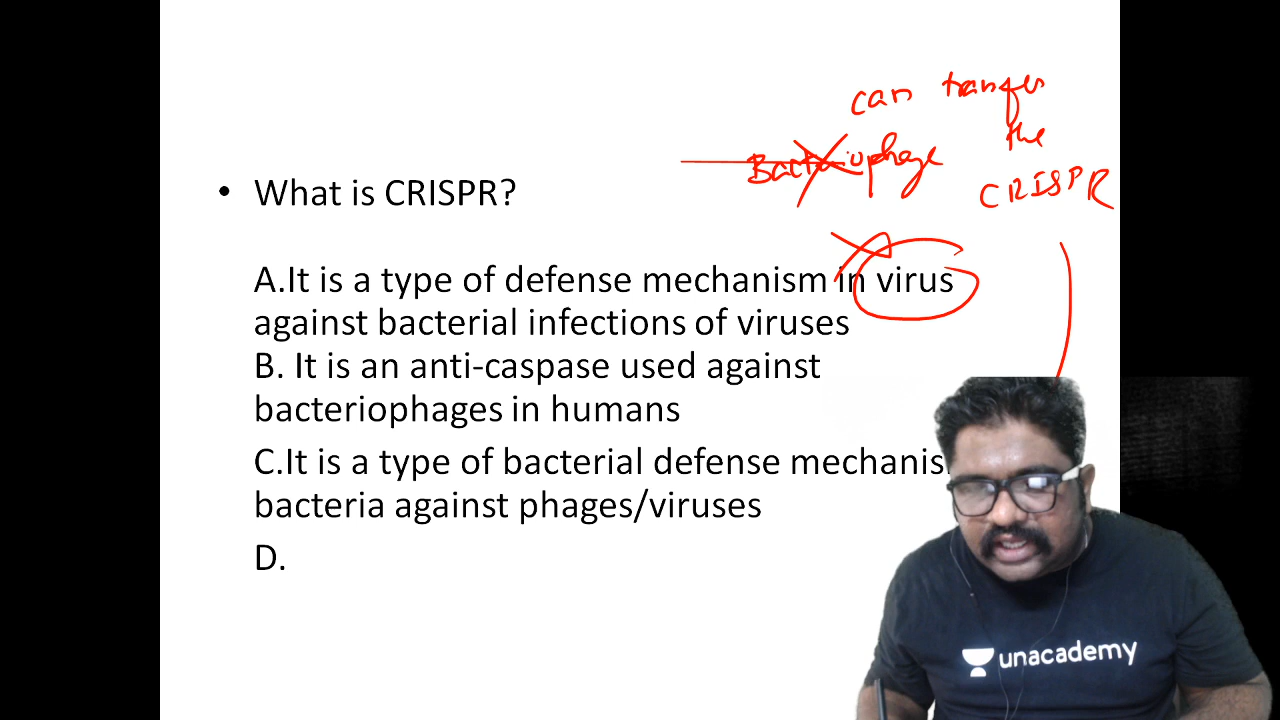 can transfer
Bacteriophage the
CRISPR
• What is CRISPR?
A.It is a type of defense mechanism in virus
against bacterial infections of viruses
B. It is an anti-caspase used against
bacteriophages in humans
C.It is a type of bacterial defense mechanis
bacteria against phages/viruses
D.
unacademy